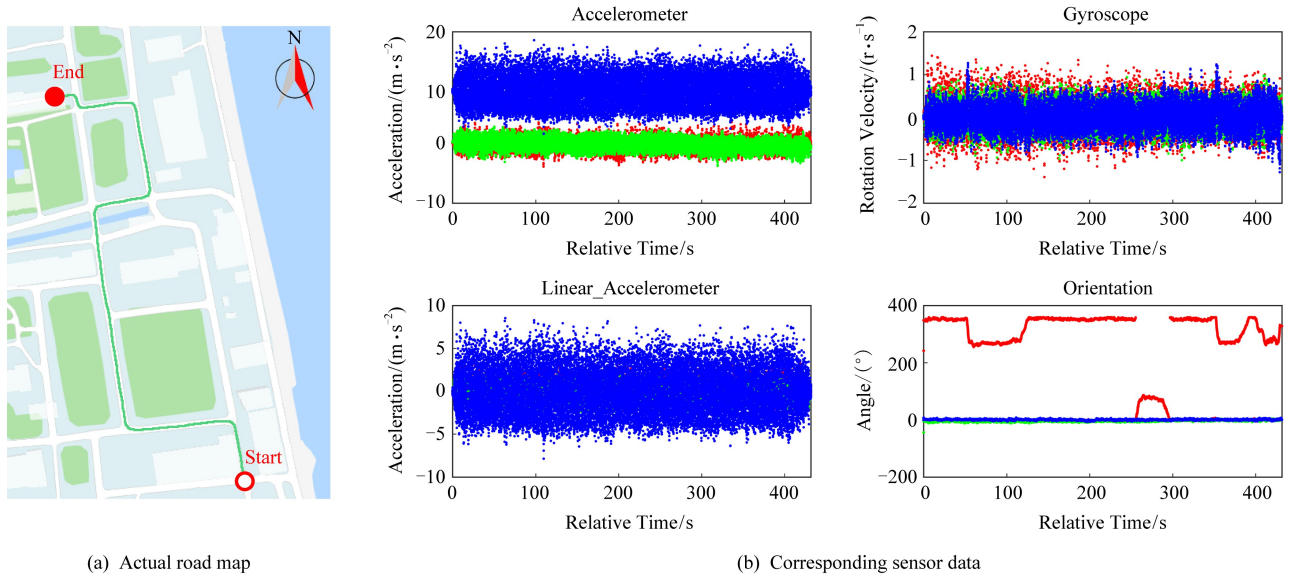 N
End
Start
(a) Actual road map
Accelerometer
Acceleration/(m·s⁻²)
20
10
0
−10
0
100
200
300
400
Relative Time/s
Gyroscope
Rotation Velocity/(r·s⁻¹)
2
1
0
−1
−2
0
100
200
300
400
Relative Time/s
Linear_Accelerometer
Acceleration/(m·s⁻²)
10
5
0
−5
−10
0
100
200
300
400
Relative Time/s
Orientation
Angle/(°)
400
200
0
−200
0
100
200
300
400
Relative Time/s
(b) Corresponding sensor data